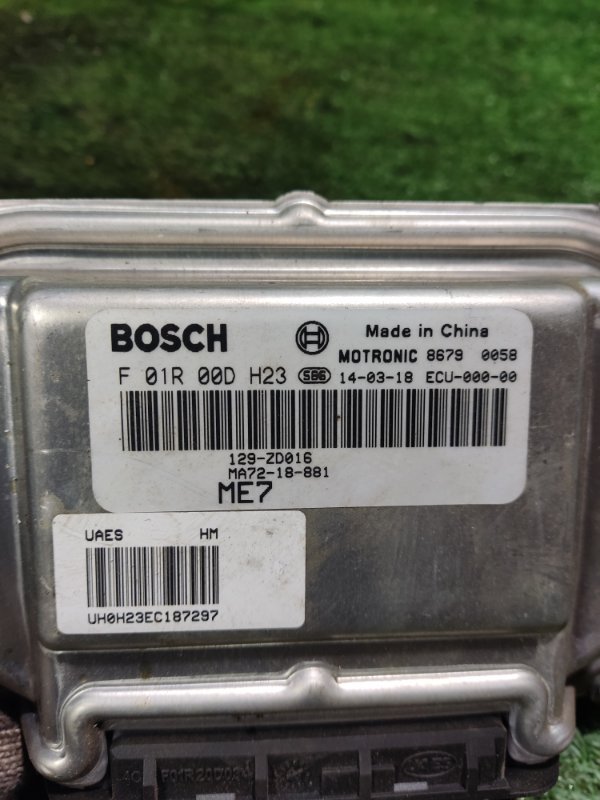 BOSCH
Made in China
MOTRONIC 8679 0058
F 01R 00D H23 SBG 14-03-18 ECU-000-00
129-ZD016
MA72-18-881
ME7
UAES HM
UH0H23EC187297